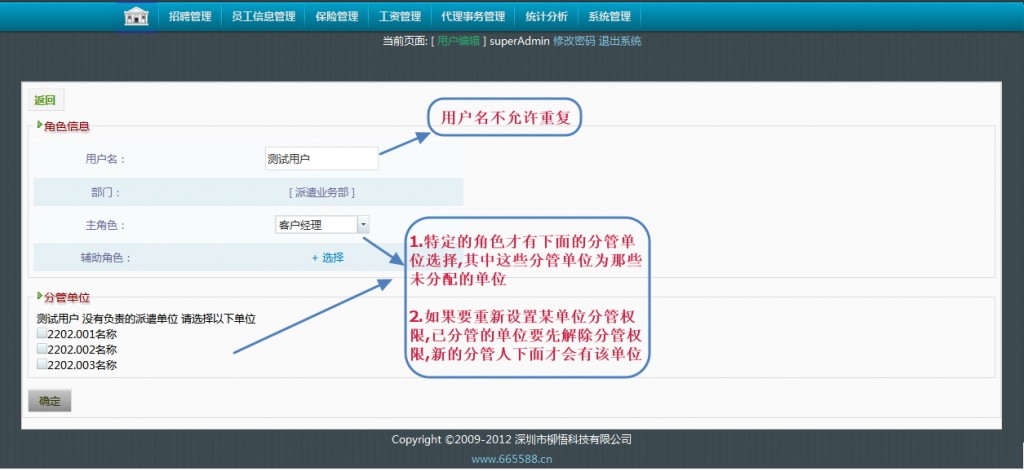 招聘管理 员工信息管理 保险管理 工资管理 代理事务管理 统计分析 系统管理
当前页面: [ 用户编辑 ] superAdmin 修改密码 退出系统
返回
角色信息
用户名不允许重复
用户名： 测试用户
部门： [ 派遣业务部 ]
主角色： 客户经理
辅助角色： + 选择
1.特定的角色才有下面的分管单
位选择,其中这些分管单位为那些
未分配的单位
2.如果要重新设置某单位分管权
限,已分管的单位要先解除分管权
限,新的分管人下面才会有该单位
分管单位
测试用户 没有负责的派遣单位 请选择以下单位
2202.001名称
2202.002名称
2202.003名称
确定
Copyright ©2009-2012 深圳市柳悟科技有限公司
www.665588.cn